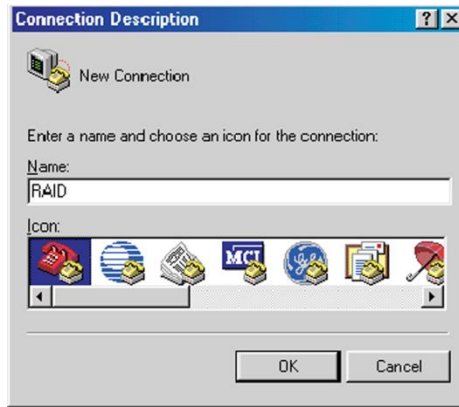 Connection Description
New Connection
Enter a name and choose an icon for the connection:
Name:
RAID
Icon:
MCI
OK
Cancel